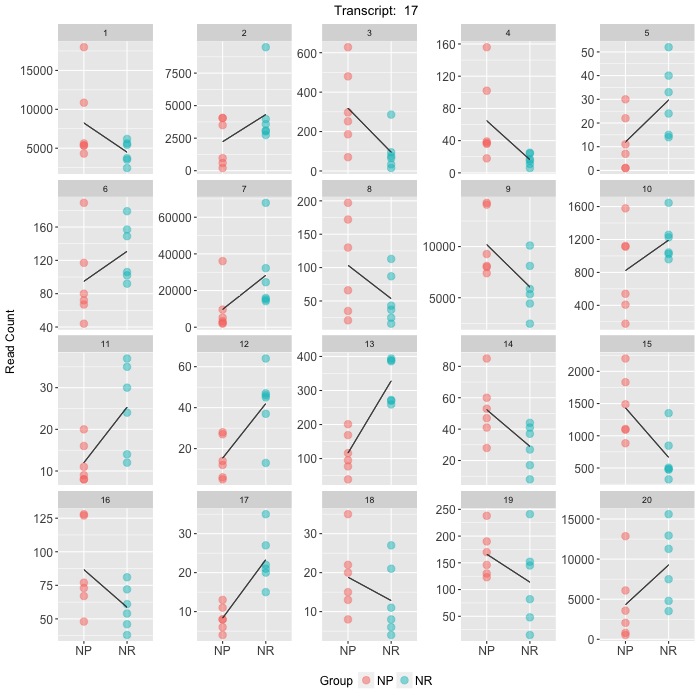 Transcript: 17
1 2 3 4 5
15000 10000 5000
7500 5000 2500 0
600 400 200 0
160 120 80 40 0
50 40 30 20 10 0
6 7 8 9 10
160 120 80 40
60000 40000 20000 0
200 150 100 50
10000 5000
1600 1200 800 400
Read Count
11 12 13 14 15
30 20 10
60 40 20
400 300 200 100
80 60 40 20
2000 1500 1000 500
16 17 18 19 20
125 100 75 50
30 20 10
30 20 10
250 200 150 100 50
15000 10000 5000 0
NP NR NP NR NP NR NP NR NP NR
Group NP NR